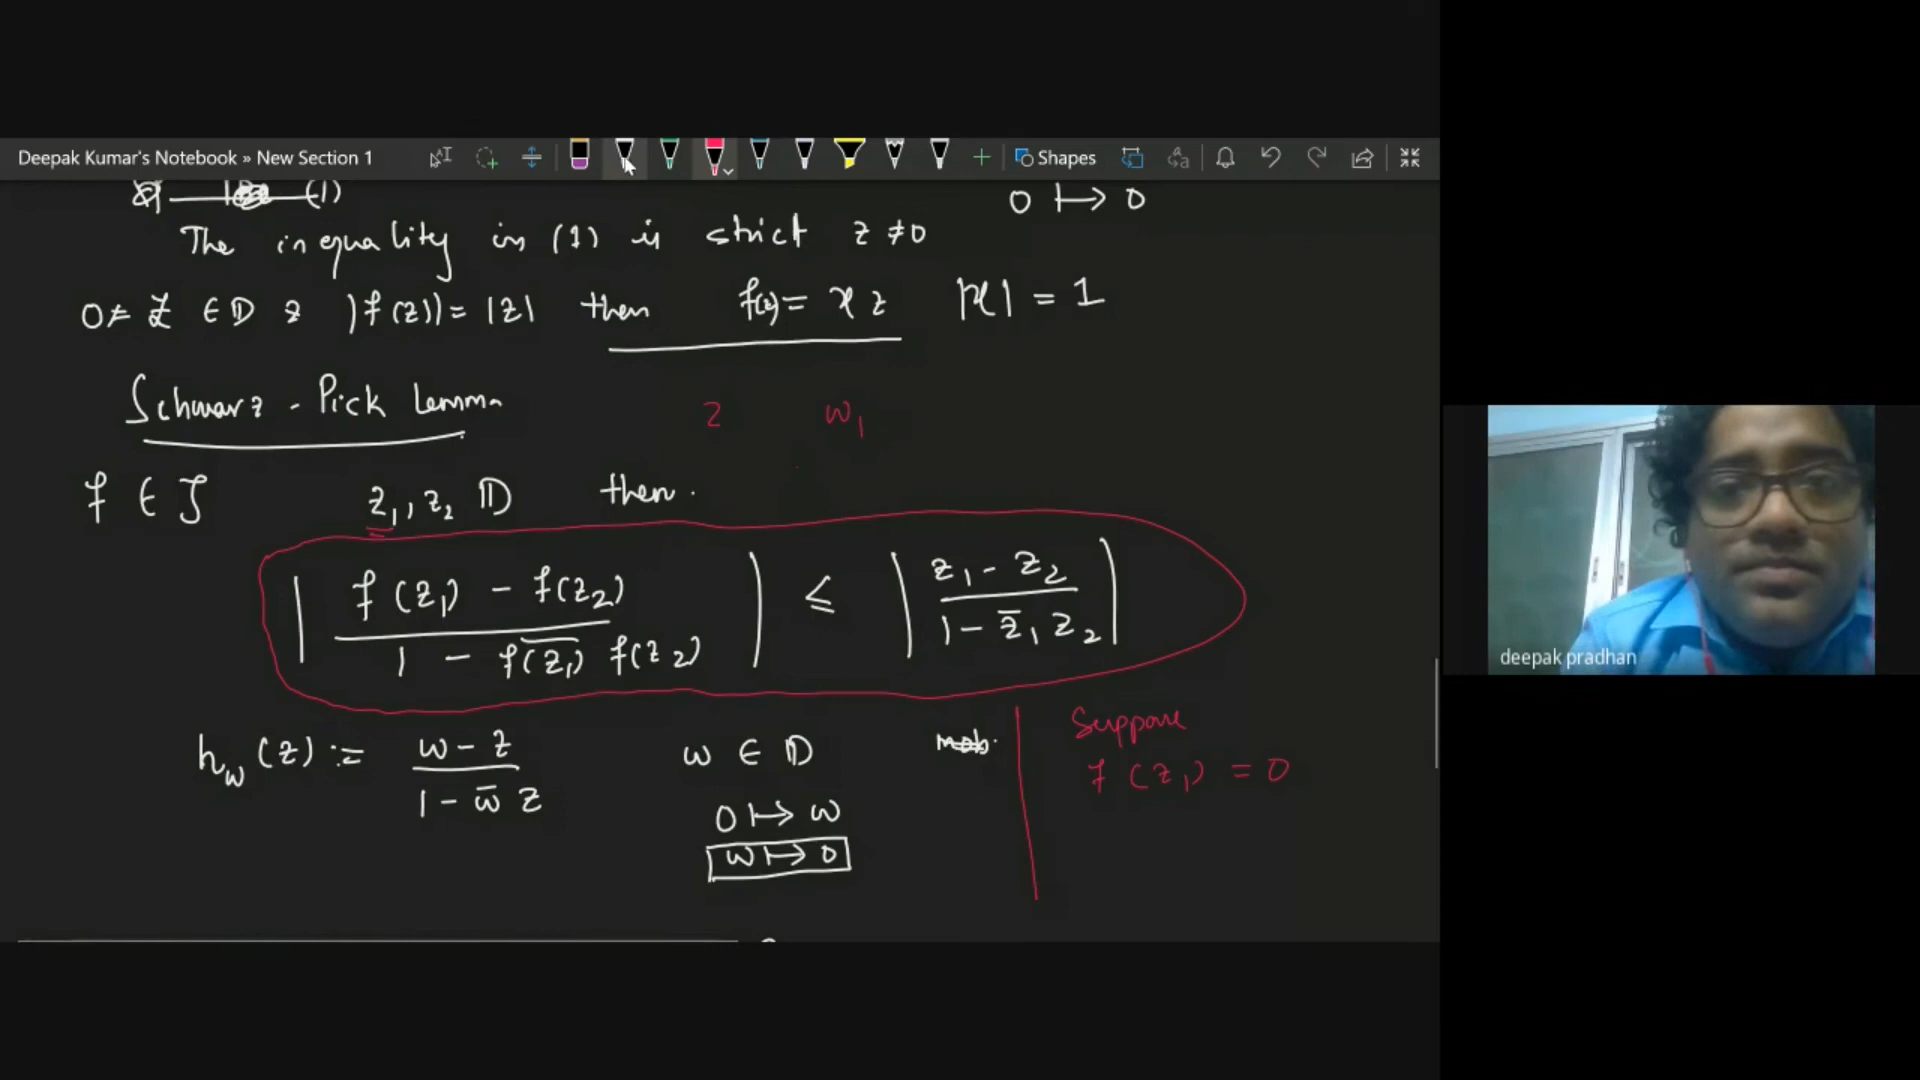 Deepak Kumar's Notebook » New Section 1
Shapes
(1)
0 ↦ 0
The inequality in (1) is strict z ≠ 0
0 ≠ z ∈ 𝔻 & |f(z)| = |z| then f(z) = x z |x| = 1
Schwarz - Pick Lemma
z w₁
f ∈ S z₁, z₂ 𝔻 then.
| (f(z₁) - f(z₂)) / (1 - \overline{f(z₁)} f(z₂)) | ≤ | (z₁ - z₂) / (1 - z̄₁ z₂) |
h_w(z) := (w - z) / (1 - w̄ z) w ∈ 𝔻
0 ↦ w
w ↦ 0
Suppose
f(z₁) = 0
deepak pradhan